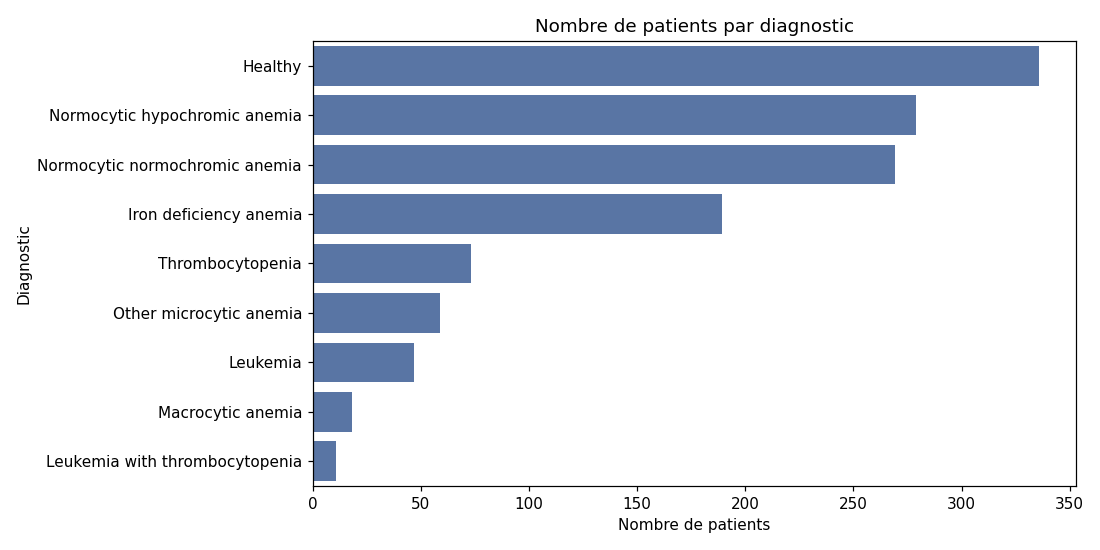 Nombre de patients par diagnostic
Healthy
Normocytic hypochromic anemia
Normocytic normochromic anemia
Iron deficiency anemia
Thrombocytopenia
Other microcytic anemia
Leukemia
Macrocytic anemia
Leukemia with thrombocytopenia
Diagnostic
0 50 100 150 200 250 300 350
Nombre de patients